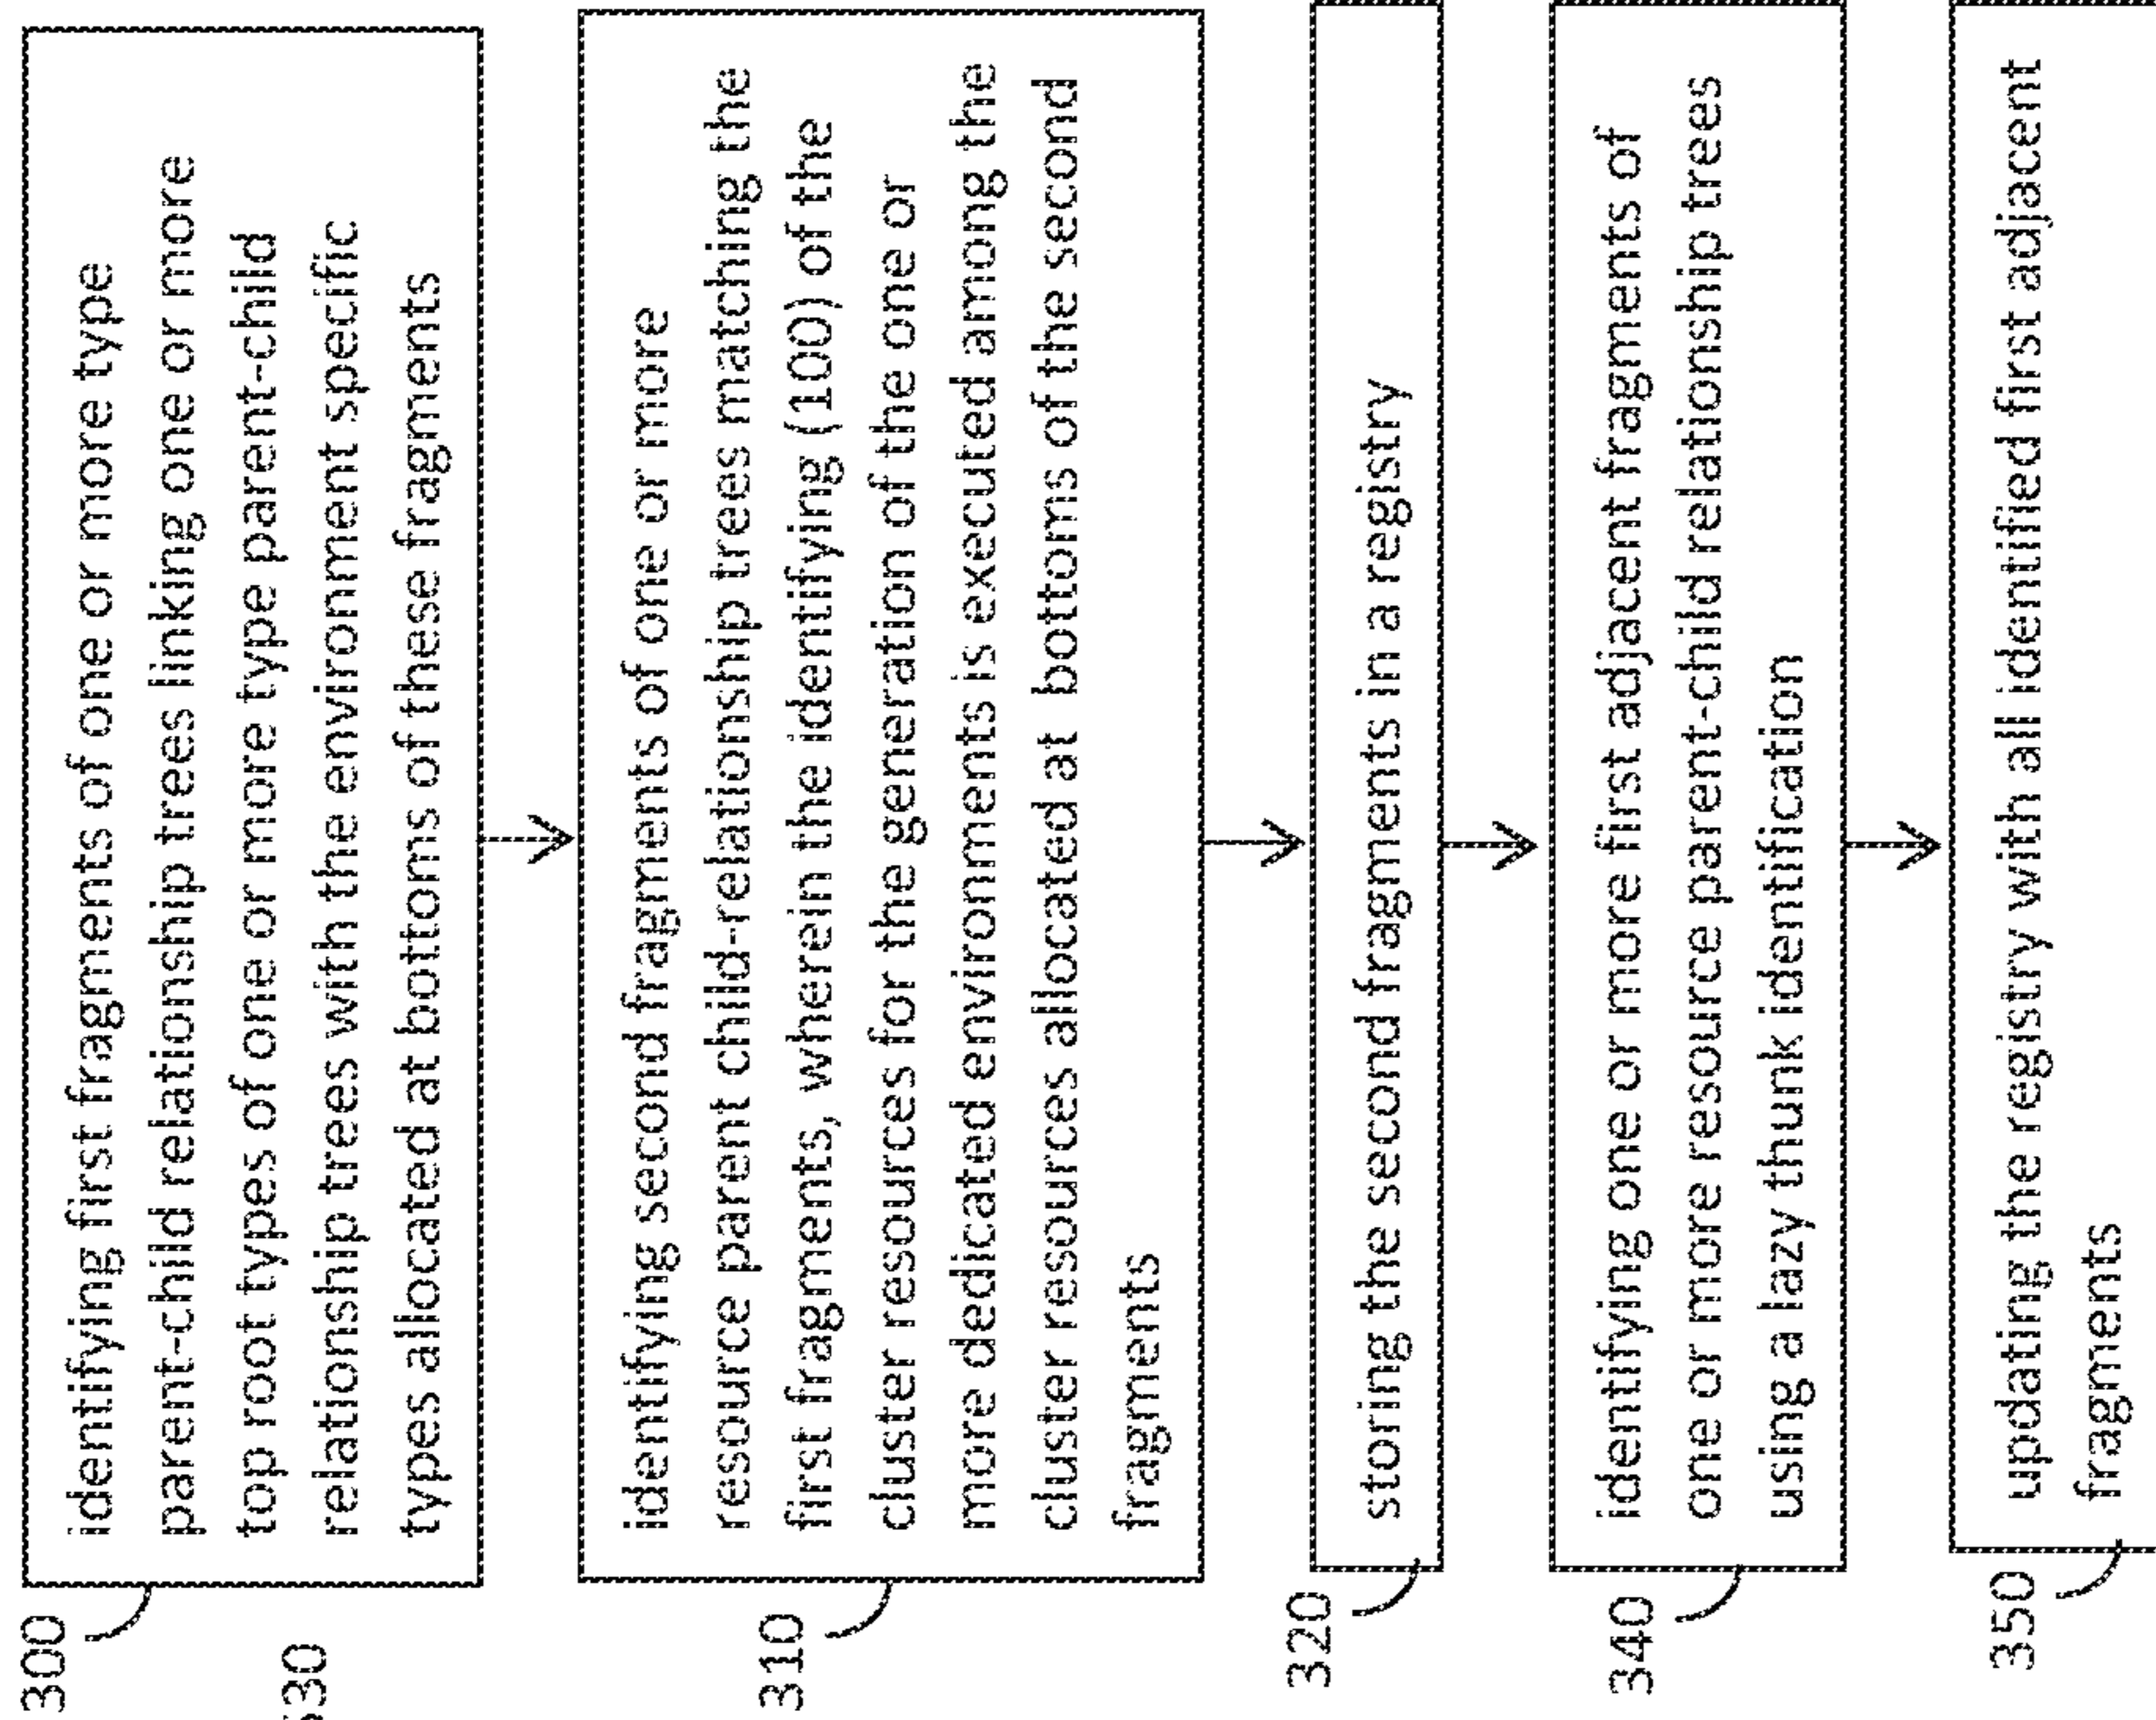 300
identifying first fragments of one or more type
parent-child relationship trees linking one or more
top root types of one or more type parent-child
relationship trees with the environment specific
types allocated at bottoms of these fragments
310
identifying second fragments of one or more
resource parent child-relationship trees matching the
first fragments, wherein the identifying (100) of the
cluster resources for the generation of the one or
more dedicated environments is executed among the
cluster resources allocated at bottoms of the second
fragments
320
storing the second fragments in a registry
340
identifying one or more first adjacent fragments of
one or more resource parent-child relationship trees
using a lazy thunk identification
350
updating the registry with all identified first adjacent
fragments